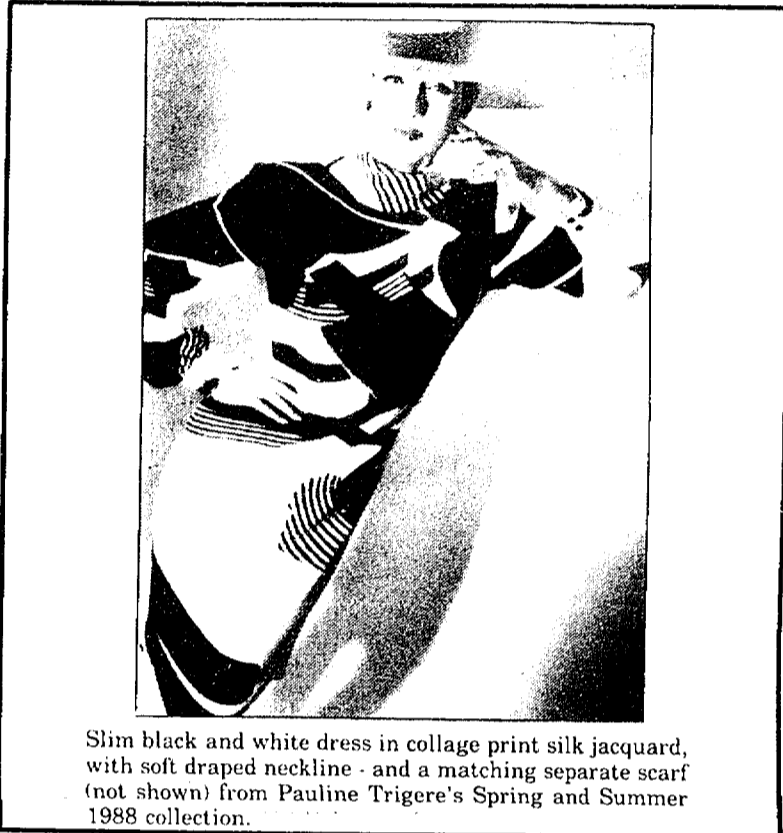 Slim black and white dress in collage print silk jacquard,
with soft draped neckline - and a matching separate scarf
(not shown) from Pauline Trigere's Spring and Summer
1988 collection.